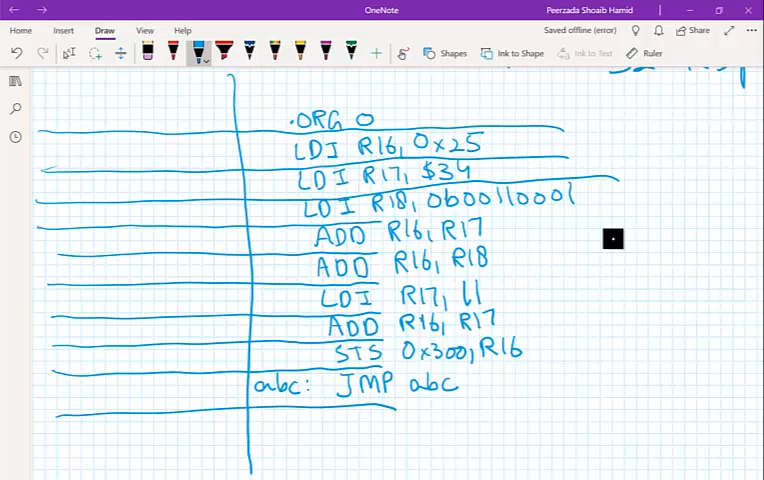 OneNote
Peerzada Shoaib Hamid
Home Insert Draw View Help
Saved offline (error)
Share
Shapes
Ink to Shape
Ink to Text
Ruler
.ORG 0
LDI R16, 0x25
LDI R17, $34
LDI R18, 0b00110001
ADD R16, R17
ADD R16, R18
LDI R17, 11
ADD R16, R17
STS 0x300, R16
abc: JMP abc